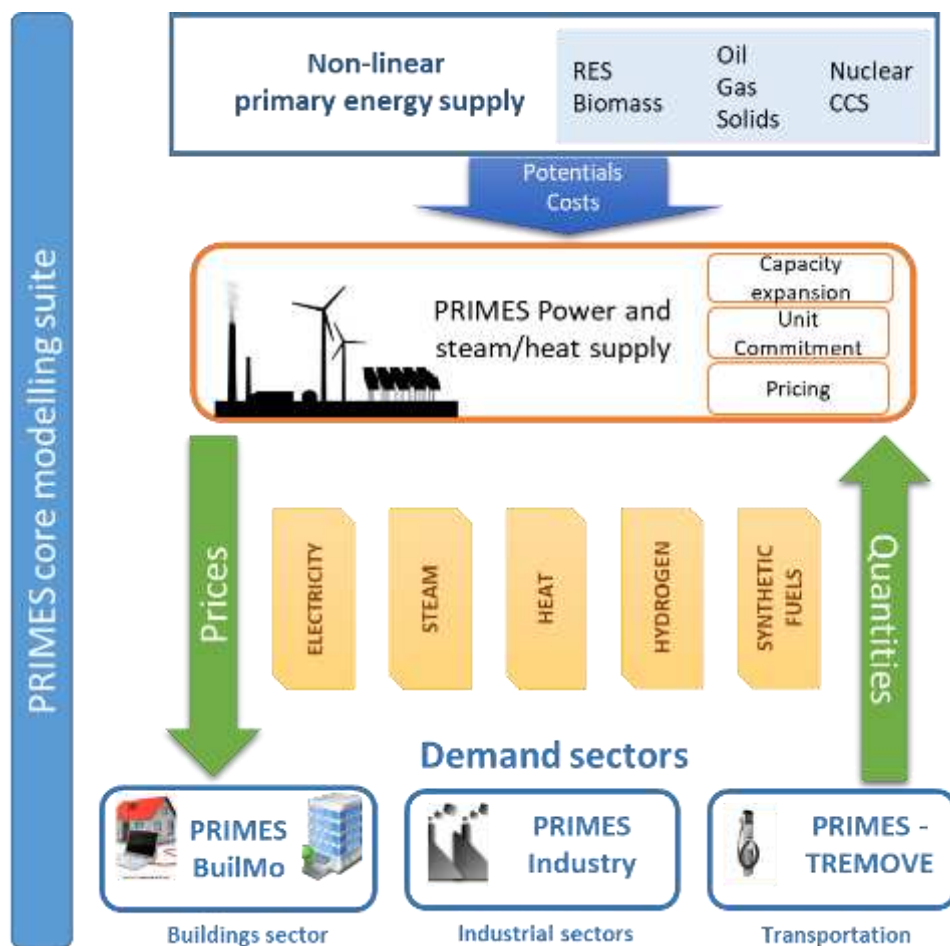 PRIMES core modelling suite
Non-linear
primary energy supply
RES
Biomass
Oil
Gas
Solids
Nuclear
CCS
Potentials
Costs
PRIMES Power and
steam/heat supply
Capacity
expansion
Unit
Commitment
Pricing
Prices
ELECTRICITY
STEAM
HEAT
HYDROGEN
SYNTHETIC
FUELS
Quantities
Demand sectors
PRIMES
BuilMo
PRIMES
Industry
PRIMES -
TREMOVE
Buildings sector
Industrial sectors
Transportation